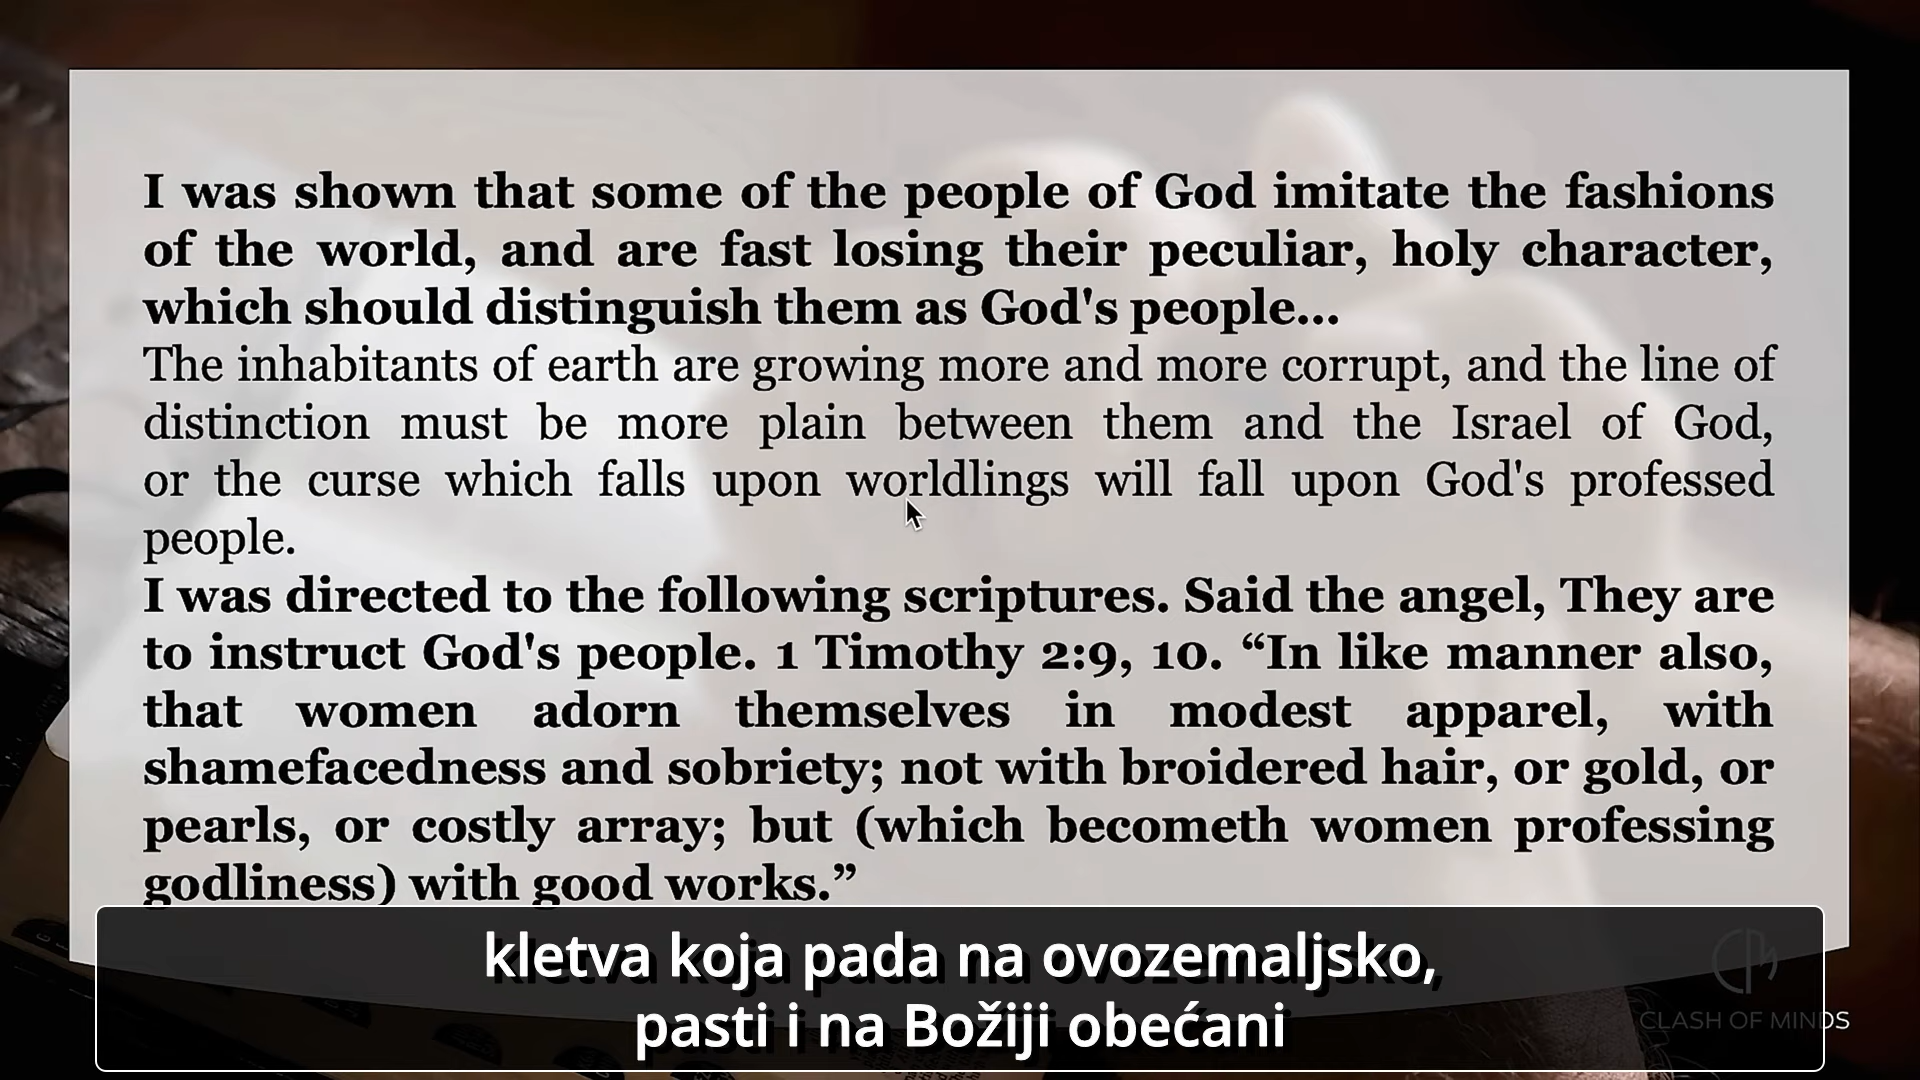 I was shown that some of the people of God imitate the fashions
of the world, and are fast losing their peculiar, holy character,
which should distinguish them as God's people...
The inhabitants of earth are growing more and more corrupt, and the line of
distinction must be more plain between them and the Israel of God,
or the curse which falls upon worldlings will fall upon God's professed
people.
I was directed to the following scriptures. Said the angel, They are
to instruct God's people. 1 Timothy 2:9, 10. “In like manner also,
that women adorn themselves in modest apparel, with
shamefacedness and sobriety; not with broidered hair, or gold, or
pearls, or costly array; but (which becometh women professing
godliness) with good works.”
kletva koja pada na ovozemaljsko,
pasti i na Božiji obećani
CLASH OF MINDS